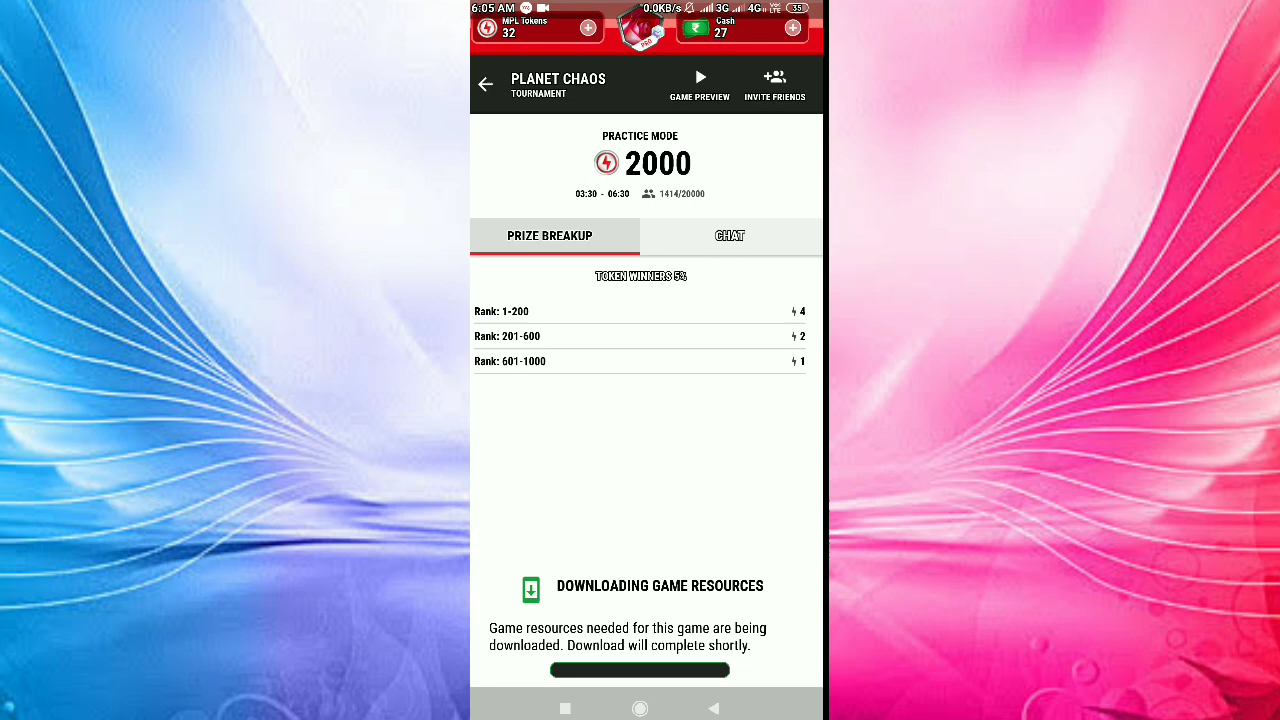 6:05 AM 0.0KB/s 3G 4G VoLTE 35
MPL Tokens
32
Cash
27
PRO
PLANET CHAOS
TOURNAMENT
GAME PREVIEW
INVITE FRIENDS
PRACTICE MODE
2000
03:30 - 06:30 1414/20000
PRIZE BREAKUP
CHAT
TOKEN WINNERS 5%
Rank: 1-200 4
Rank: 201-600 2
Rank: 601-1000 1
DOWNLOADING GAME RESOURCES
Game resources needed for this game are being
downloaded. Download will complete shortly.